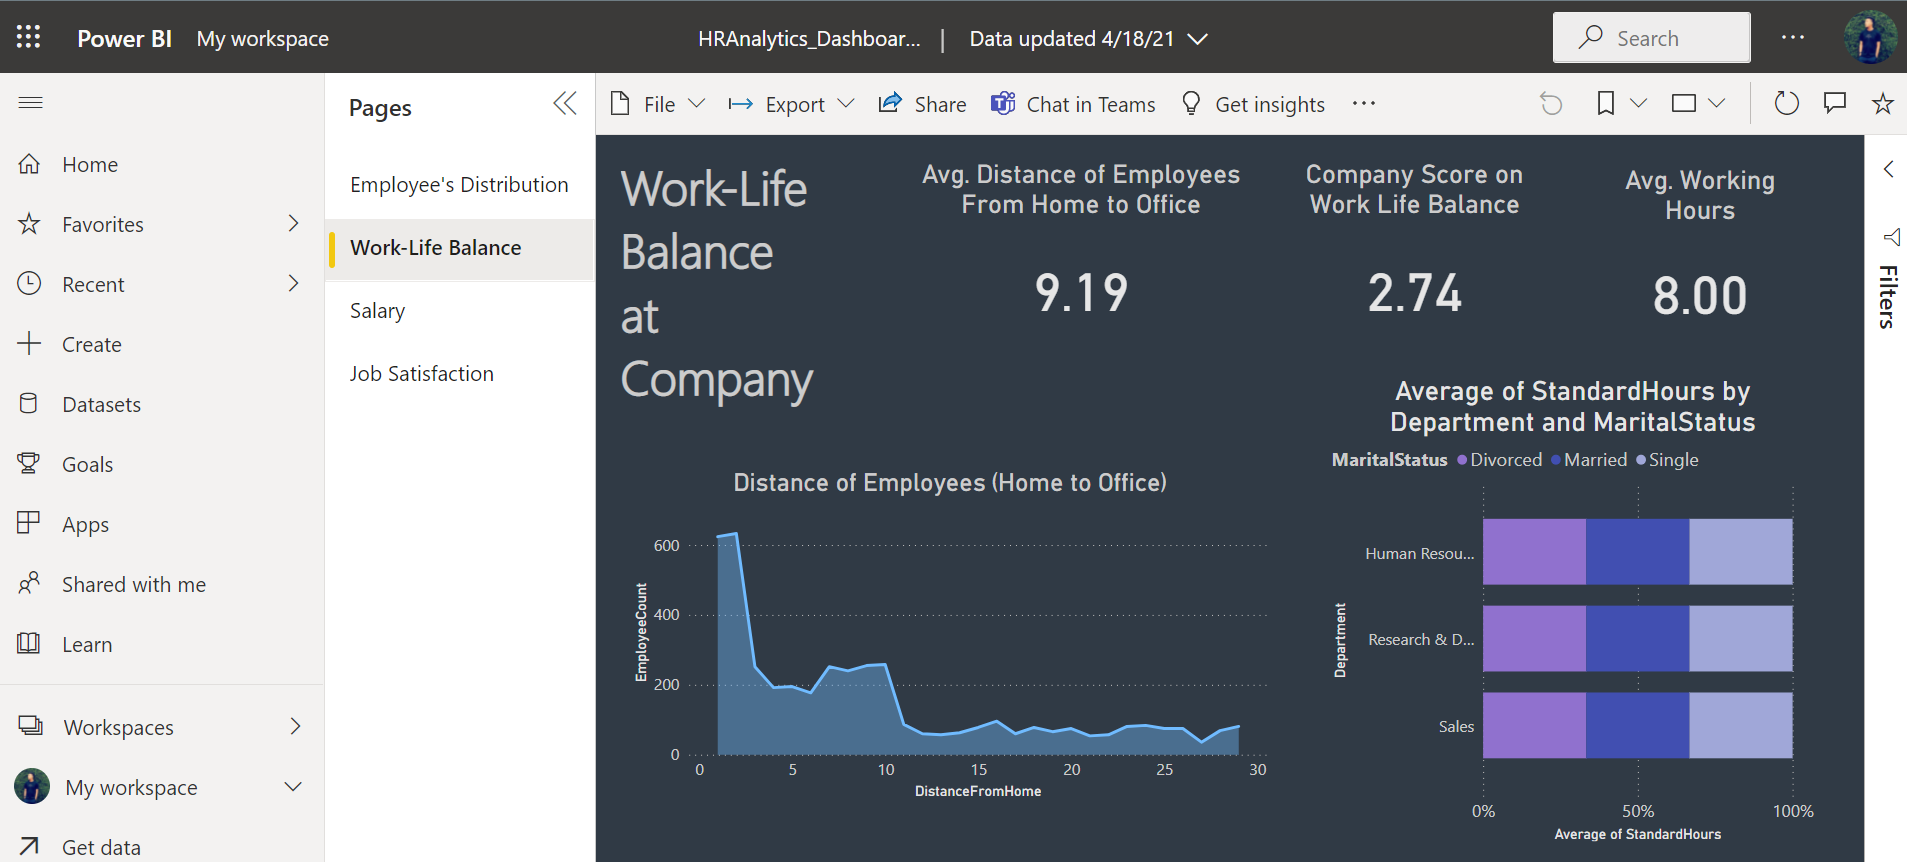 Power BI My workspace
HRAnalytics_Dashboar... | Data updated 4/18/21
Search
...
Home
Favorites
Recent
Create
Datasets
Goals
Apps
Shared with me
Learn
Workspaces
My workspace
Get data
Pages
Employee's Distribution
Work-Life Balance
Salary
Job Satisfaction
File Export Share Chat in Teams Get insights ...
Work-Life
Balance
at
Company
Avg. Distance of Employees
From Home to Office
9.19
Company Score on
Work Life Balance
2.74
Avg. Working
Hours
8.00
Distance of Employees (Home to Office)
EmployeeCount
600
400
200
0
0 5 10 15 20 25 30
DistanceFromHome
Average of StandardHours by
Department and MaritalStatus
MaritalStatus Divorced Married Single
Department
Human Resou...
Research & D...
Sales
0% 50% 100%
Average of StandardHours
Filters